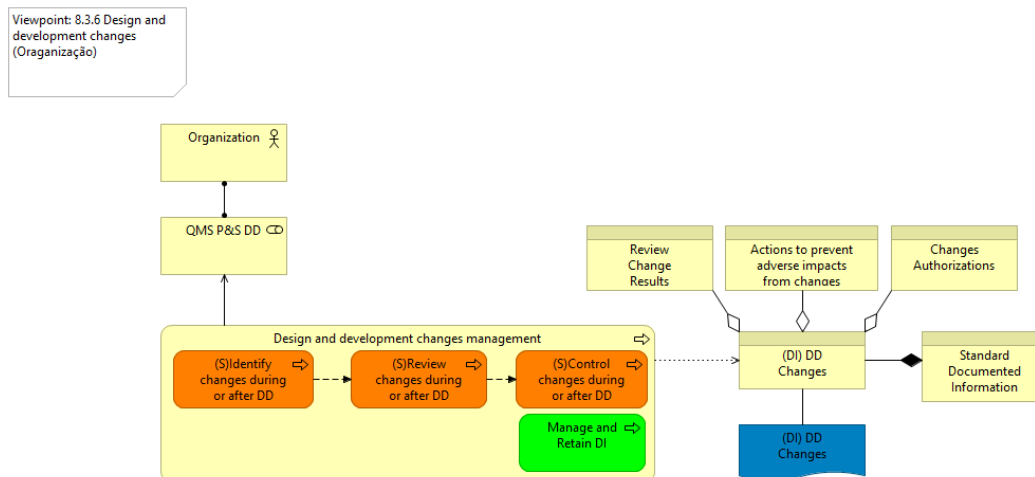 Viewpoint: 8.3.6 Design and
development changes
(Oraganização)
Organization
QMS P&S DD
Review
Change
Results
Actions to prevent
adverse impacts
from changes
Changes
Authorizations
Design and development changes management
(S)Identify
changes during
or after DD
(S)Review
changes during
or after DD
(S)Control
changes during
or after DD
(DI) DD
Changes
Standard
Documented
Information
Manage and
Retain DI
(DI) DD
Changes